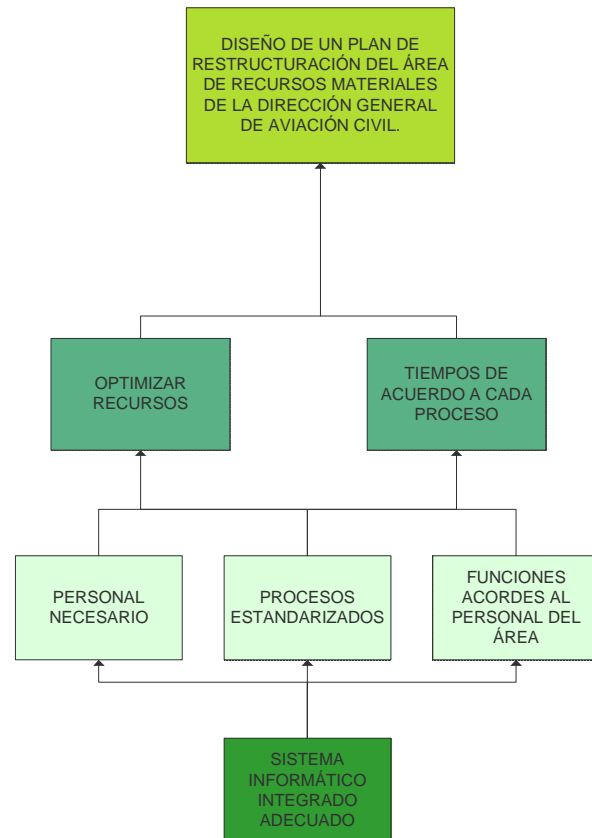 DISEÑO DE UN PLAN DE
RESTRUCTURACIÓN DEL ÁREA
DE RECURSOS MATERIALES
DE LA DIRECCIÓN GENERAL
DE AVIACIÓN CIVIL.
OPTIMIZAR
RECURSOS
TIEMPOS DE
ACUERDO A CADA
PROCESO
PERSONAL
NECESARIO
PROCESOS
ESTANDARIZADOS
FUNCIONES
ACORDES AL
PERSONAL DEL
ÁREA
SISTEMA
INFORMÁTICO
INTEGRADO
ADECUADO